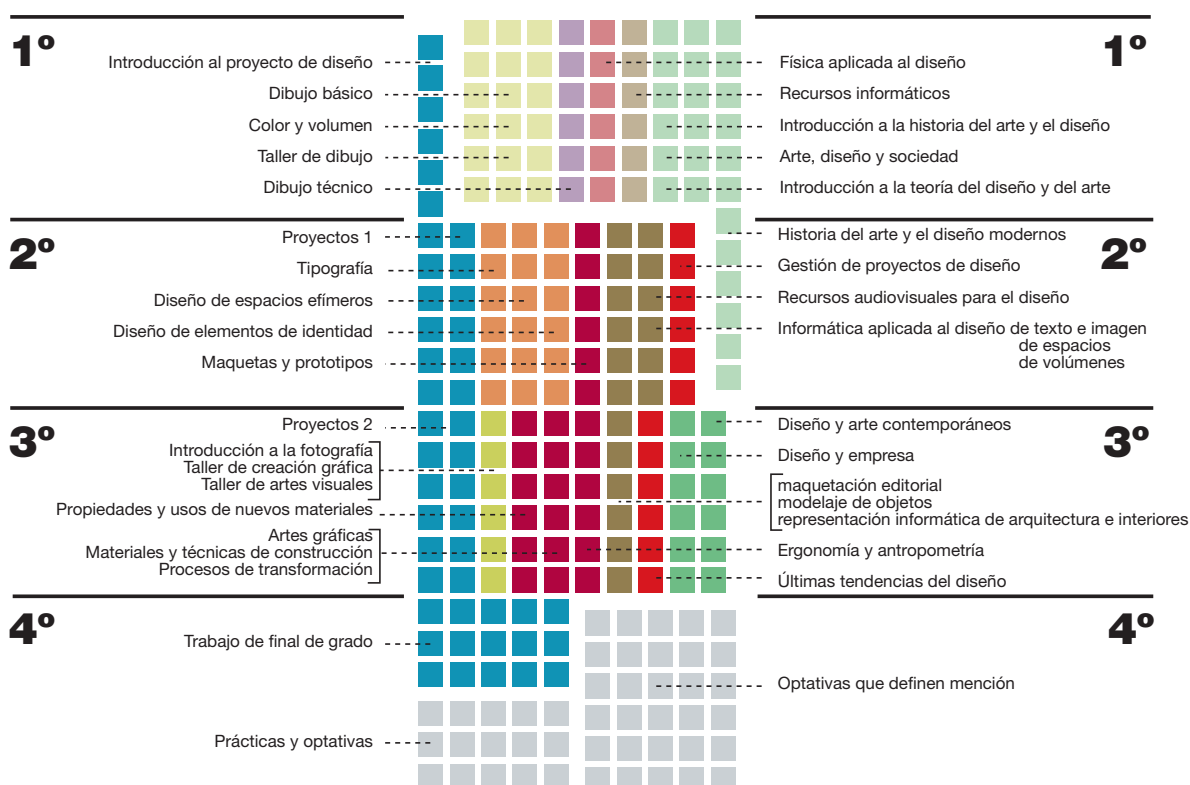 1º
Introducción al proyecto de diseño
Dibujo básico
Color y volumen
Taller de dibujo
Dibujo técnico
1º
Física aplicada al diseño
Recursos informáticos
Introducción a la historia del arte y el diseño
Arte, diseño y sociedad
Introducción a la teoría del diseño y del arte
2º
Proyectos 1
Tipografía
Diseño de espacios efímeros
Diseño de elementos de identidad
Maquetas y prototipos
2º
Historia del arte y el diseño modernos
Gestión de proyectos de diseño
Recursos audiovisuales para el diseño
Informática aplicada al diseño de texto e imagen
de espacios
de volúmenes
3º
Proyectos 2
Introducción a la fotografía
Taller de creación gráfica
Taller de artes visuales
Propiedades y usos de nuevos materiales
Artes gráficas
Materiales y técnicas de construcción
Procesos de transformación
3º
Diseño y arte contemporáneos
Diseño y empresa
maquetación editorial
modelaje de objetos
representación informática de arquitectura e interiores
Ergonomía y antropometría
Últimas tendencias del diseño
4º
Trabajo de final de grado
Prácticas y optativas
4º
Optativas que definen mención